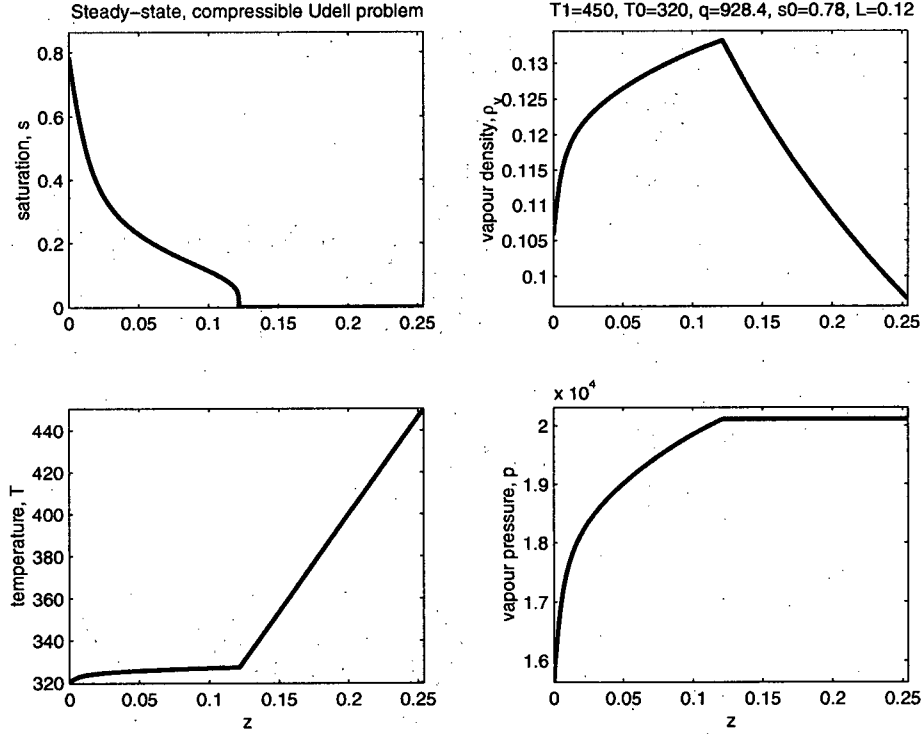 Steady-state, compressible Udell problem
T1=450, T0=320, q=928.4, s0=0.78, L=0.12
saturation, s
0.8
0.6
0.4
0.2
0
0 0.05 0.1 0.15 0.2 0.25
vapour density, ρv
0.13
0.125
0.12
0.115
0.11
0.105
0.1
0 0.05 0.1 0.15 0.2 0.25
temperature, T
440
420
400
380
360
340
320
0 0.05 0.1 0.15 0.2 0.25
z
x 10^4
vapour pressure, p
2
1.9
1.8
1.7
1.6
0 0.05 0.1 0.15 0.2 0.25
z